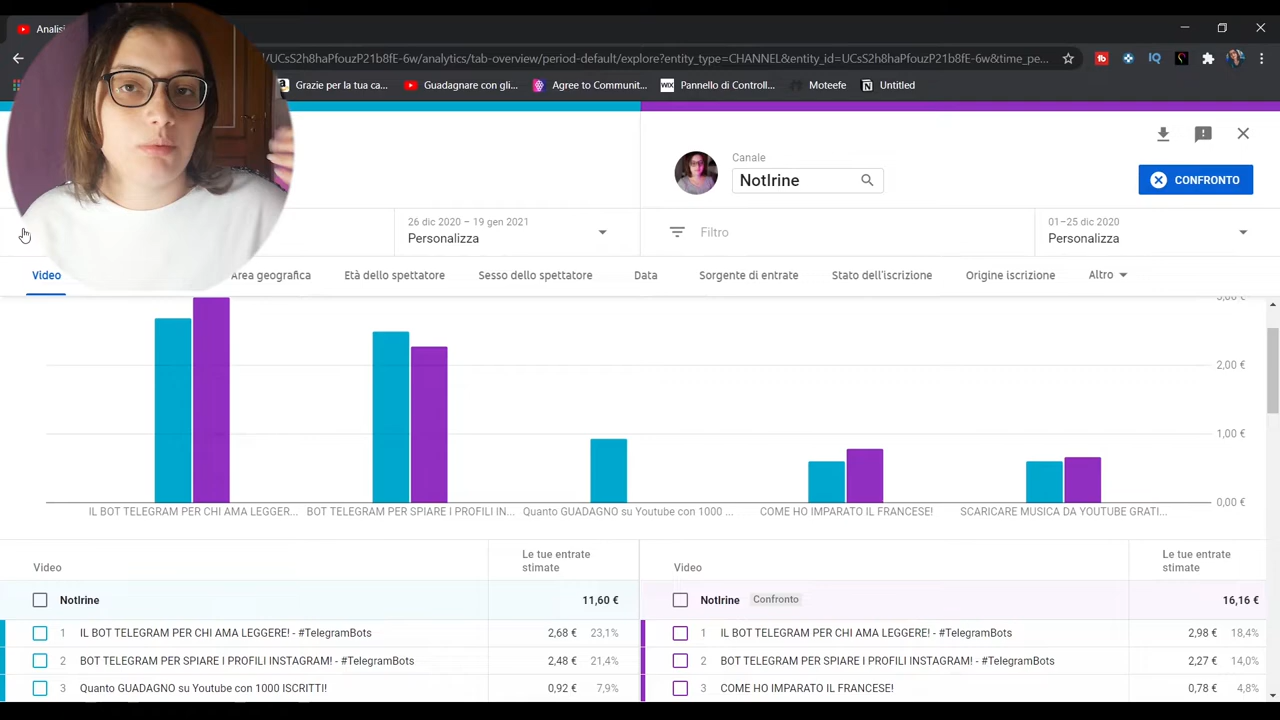 Analisi
/UCsS2h8haPfouzP21b8fE-6w/analytics/tab-overview/period-default/explore?entity_type=CHANNEL&entity_id=UCsS2h8haPfouzP21b8fE-6w&time_pe...
Grazie per la tua ca... Guadagnare con gli... Agree to Communit... WIX Pannello di Controll... Moteefe Untitled
Canale
NotIrine
CONFRONTO
26 dic 2020 – 19 gen 2021
Personalizza
Filtro
01–25 dic 2020
Personalizza
Video Area geografica Età dello spettatore Sesso dello spettatore Data Sorgente di entrate Stato dell'iscrizione Origine iscrizione Altro
3,00 €
2,00 €
1,00 €
0,00 €
IL BOT TELEGRAM PER CHI AMA LEGGER... BOT TELEGRAM PER SPIARE I PROFILI IN... Quanto GUADAGNO su Youtube con 1000 ... COME HO IMPARATO IL FRANCESE! SCARICARE MUSICA DA YOUTUBE GRATI...
Video Le tue entrate stimate
NotIrine 11,60 €
1 IL BOT TELEGRAM PER CHI AMA LEGGERE! - #TelegramBots 2,68 € 23,1%
2 BOT TELEGRAM PER SPIARE I PROFILI INSTAGRAM! - #TelegramBots 2,48 € 21,4%
3 Quanto GUADAGNO su Youtube con 1000 ISCRITTI! 0,92 € 7,9%
Video Le tue entrate stimate
NotIrine Confronto 16,16 €
1 IL BOT TELEGRAM PER CHI AMA LEGGERE! - #TelegramBots 2,98 € 18,4%
2 BOT TELEGRAM PER SPIARE I PROFILI INSTAGRAM! - #TelegramBots 2,27 € 14,0%
3 COME HO IMPARATO IL FRANCESE! 0,78 € 4,8%